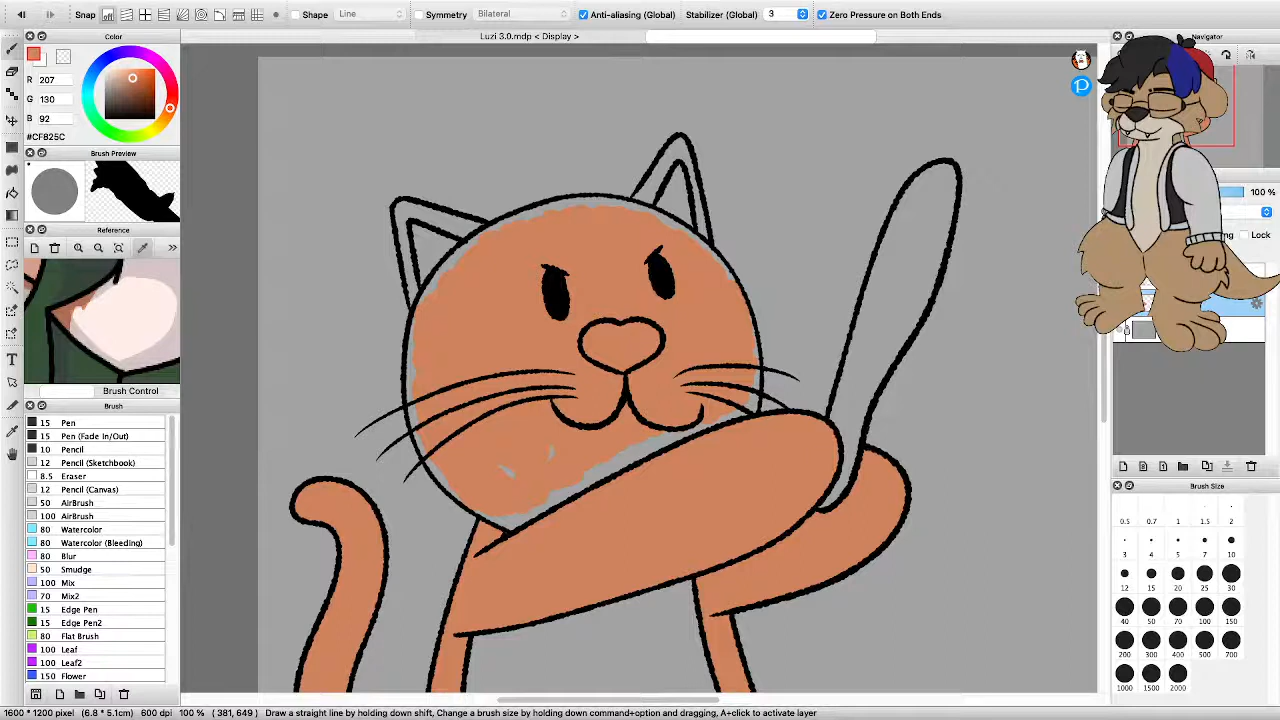 Snap Shape Line Symmetry Bilateral Anti-aliasing (Global) Stabilizer (Global) 3 Zero Pressure on Both Ends
Color
Luzi 3.0.mdp < Display >
Navigator
R 207
G 130
B 92
#CF825C
Brush Preview
100 %
Reference
Lock
>>
Brush Control
Brush
15 Pen
15 Pen (Fade In/Out)
10 Pencil
12 Pencil (Sketchbook)
8.5 Eraser
12 Pencil (Canvas)
50 AirBrush
100 AirBrush
80 Watercolor
80 Watercolor (Bleeding)
80 Blur
50 Smudge
100 Mix
70 Mix2
15 Edge Pen
15 Edge Pen2
80 Flat Brush
100 Leaf
100 Leaf2
150 Flower
Brush Size
0.5 0.7 1 1.5 2
3 4 5 7 10
12 15 20 25 30
40 50 70 100 150
200 300 400 500 700
1000 1500 2000
1600 * 1200 pixel (6.8 * 5.1cm) 600 dpi 100 % ( 381, 649 ) Draw a straight line by holding down shift, Change a brush size by holding down command+option and dragging, A+click to activate layer